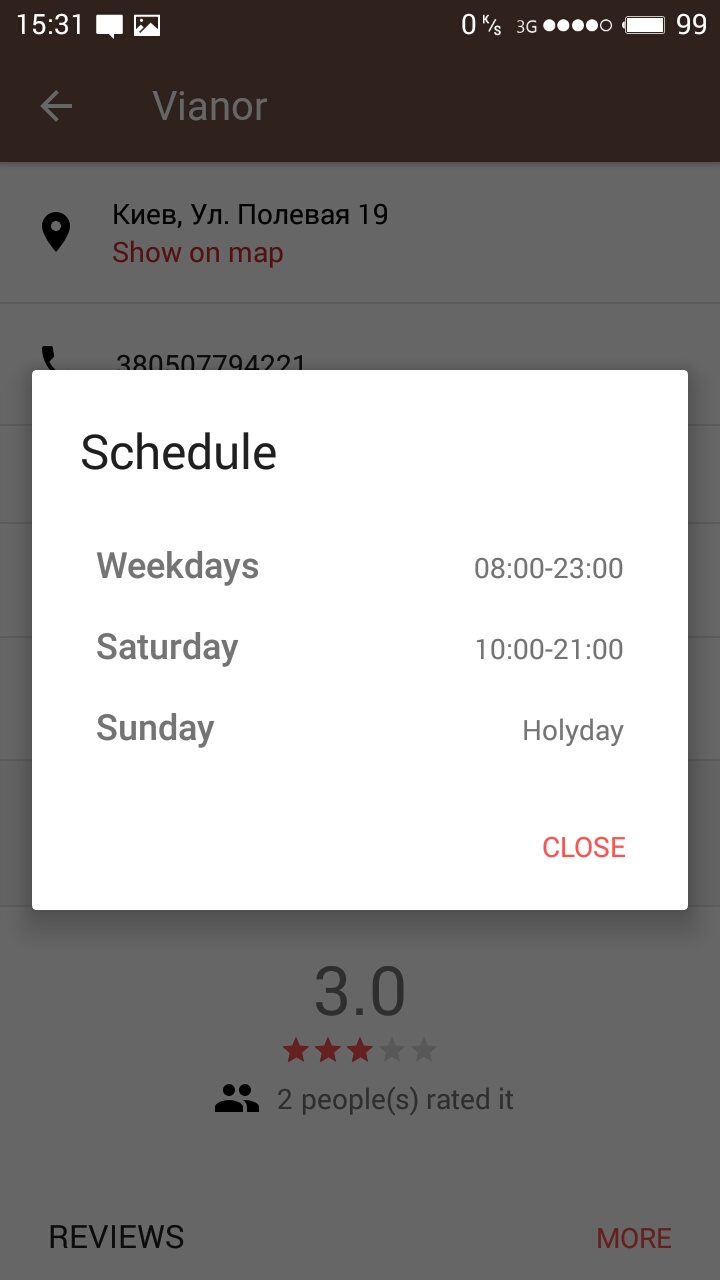 15:31 0 K/s 3G 99
Vianor
Киев, Ул. Полевая 19
Show on map
380507794221
Schedule
Weekdays 08:00-23:00
Saturday 10:00-21:00
Sunday Holyday
CLOSE
3.0
2 people(s) rated it
REVIEWS MORE